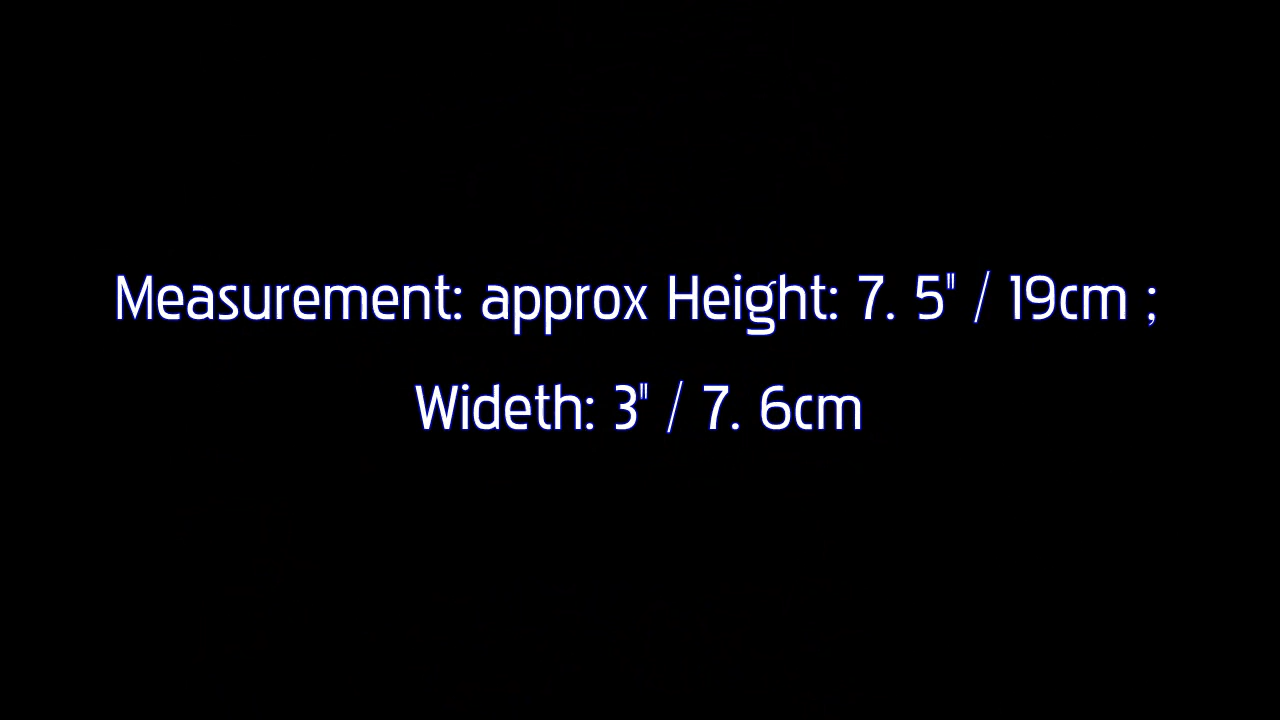 Measurement: approx Height: 7. 5" / 19cm ;
Wideth: 3" / 7. 6cm